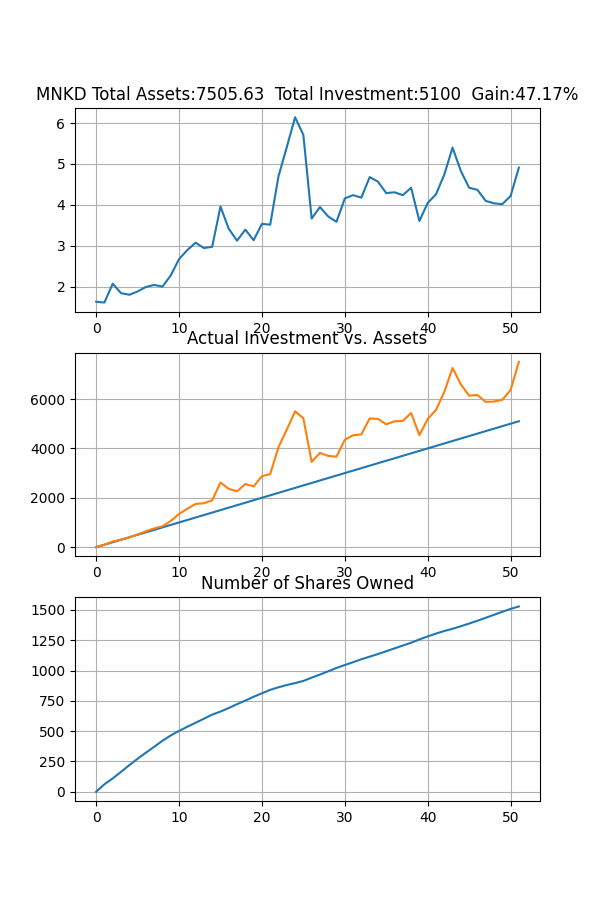 MNKD Total Assets:7505.63  Total Investment:5100  Gain:47.17%
6
5
4
3
2
0 10 20 30 40 50
Actual Investment vs. Assets
6000
4000
2000
0
0 10 20 30 40 50
Number of Shares Owned
1500
1250
1000
750
500
250
0
0 10 20 30 40 50